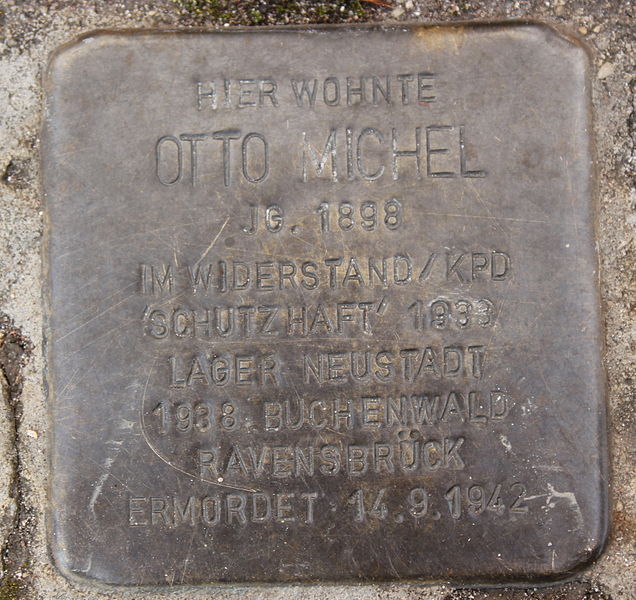 HIER WOHNTE
OTTO MICHEL
JG. 1898
IM WIDERSTAND / KPD
'SCHUTZHAFT' 1933
LAGER NEUSTADT
1938 BUCHENWALD
RAVENSBRÜCK
ERMORDET 14.9.1942